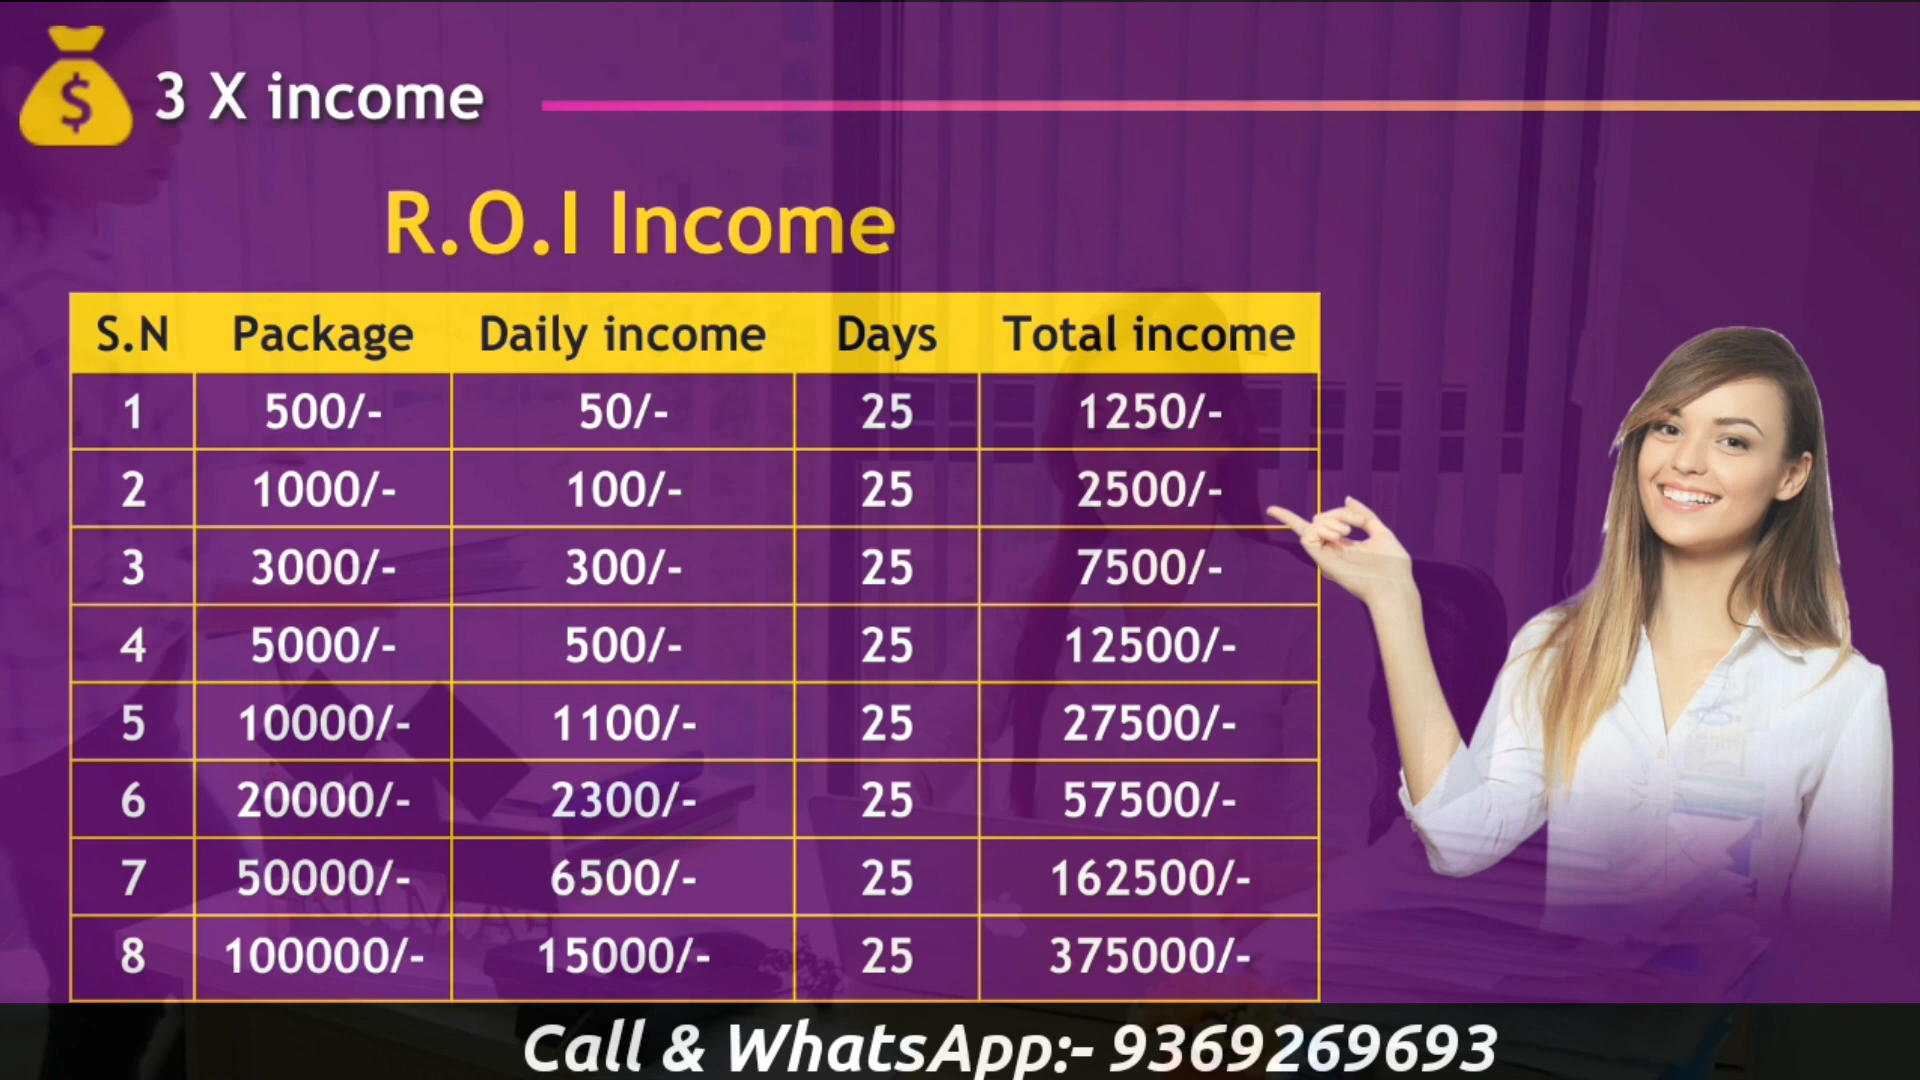 3 X income
R.O.I Income
S.N Package Daily income Days Total income
1 500/- 50/- 25 1250/-
2 1000/- 100/- 25 2500/-
3 3000/- 300/- 25 7500/-
4 5000/- 500/- 25 12500/-
5 10000/- 1100/- 25 27500/-
6 20000/- 2300/- 25 57500/-
7 50000/- 6500/- 25 162500/-
8 100000/- 15000/- 25 375000/-
Call & WhatsApp:- 9369269693